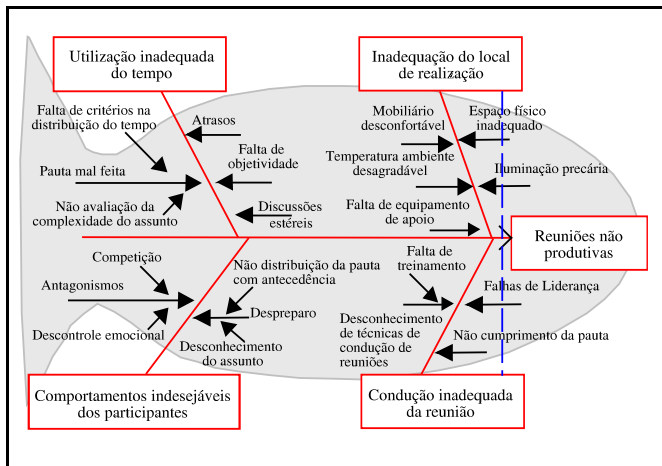 Utilização inadequada
do tempo
Inadequação do local
de realização
Falta de critérios na
distribuição do tempo
Atrasos
Falta de
objetividade
Pauta mal feita
Não avaliação da
complexidade do assunto
Discussões
estéreis
Mobiliário
desconfortável
Espaço físico
inadequado
Temperatura ambiente
desagradável
Iluminação precária
Falta de equipamento
de apoio
Reuniões não
produtivas
Competição
Antagonismos
Descontrole emocional
Não distribuição da pauta
com antecedência
Despreparo
Desconhecimento
do assunto
Falta de
treinamento
Falhas de Liderança
Desconhecimento
de técnicas de
condução de
reuniões
Não cumprimento da pauta
Comportamentos indesejáveis
dos participantes
Condução inadequada
da reunião